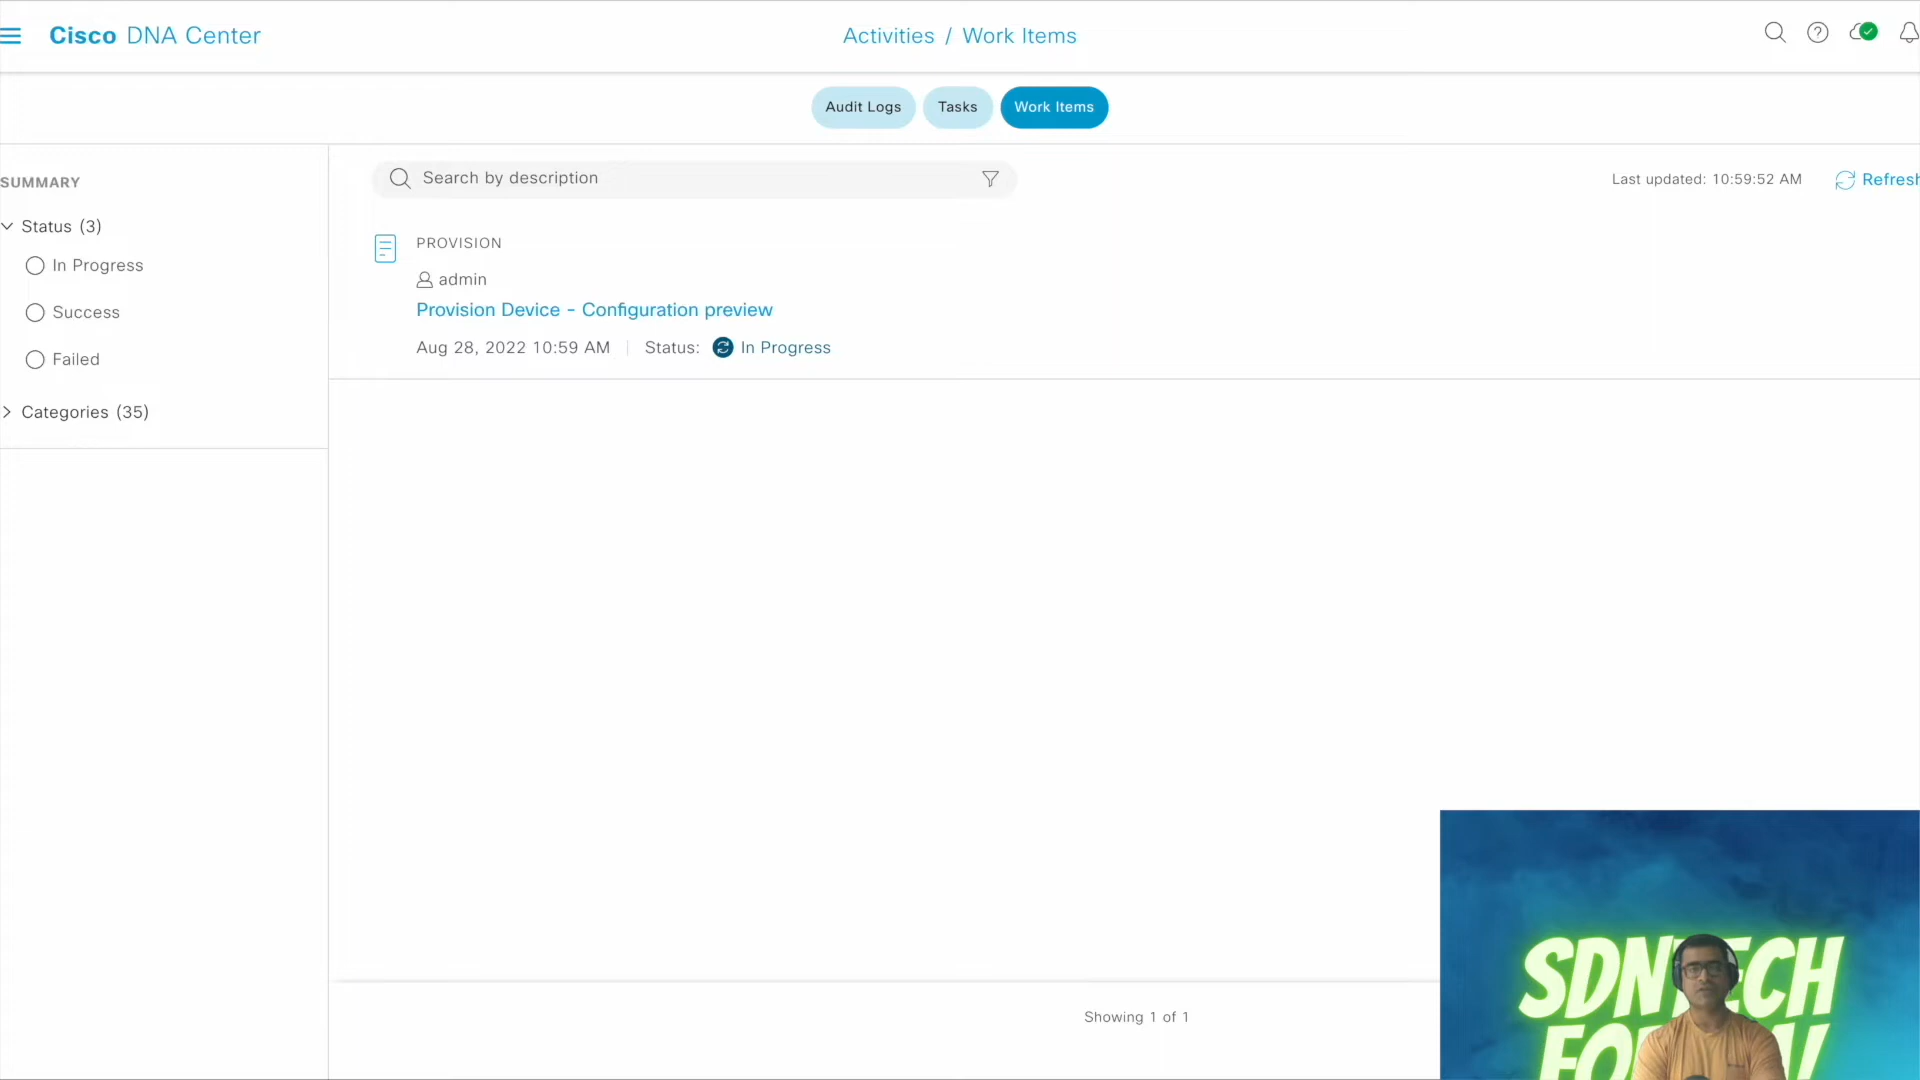 Cisco DNA Center
Activities / Work Items
Audit Logs
Tasks
Work Items
SUMMARY
Status (3)
In Progress
Success
Failed
Categories (35)
Search by description
Last updated: 10:59:52 AM
Refresh
PROVISION
admin
Provision Device - Configuration preview
Aug 28, 2022 10:59 AM
Status: In Progress
Showing 1 of 1